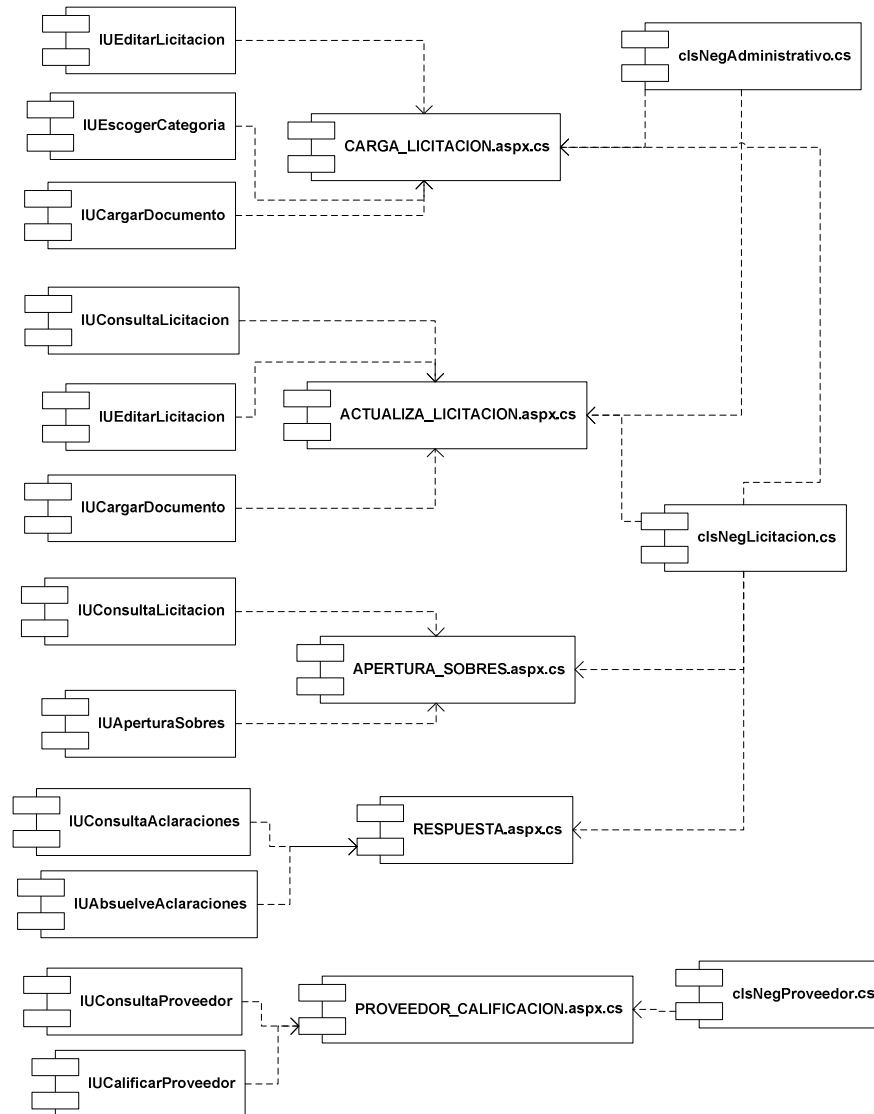 IUEditarLicitacion
clsNegAdministrativo.cs
IUEscogerCategoria
CARGA_LICITACION.aspx.cs
IUCargarDocumento
IUConsultaLicitacion
IUEditarLicitacion
ACTUALIZA_LICITACION.aspx.cs
IUCargarDocumento
clsNegLicitacion.cs
IUConsultaLicitacion
APERTURA_SOBRES.aspx.cs
IUAperturaSobres
IUConsultaAclaraciones
RESPUESTA.aspx.cs
IUAbsuelveAclaraciones
IUConsultaProveedor
clsNegProveedor.cs
PROVEEDOR_CALIFICACION.aspx.cs
IUCalificarProveedor